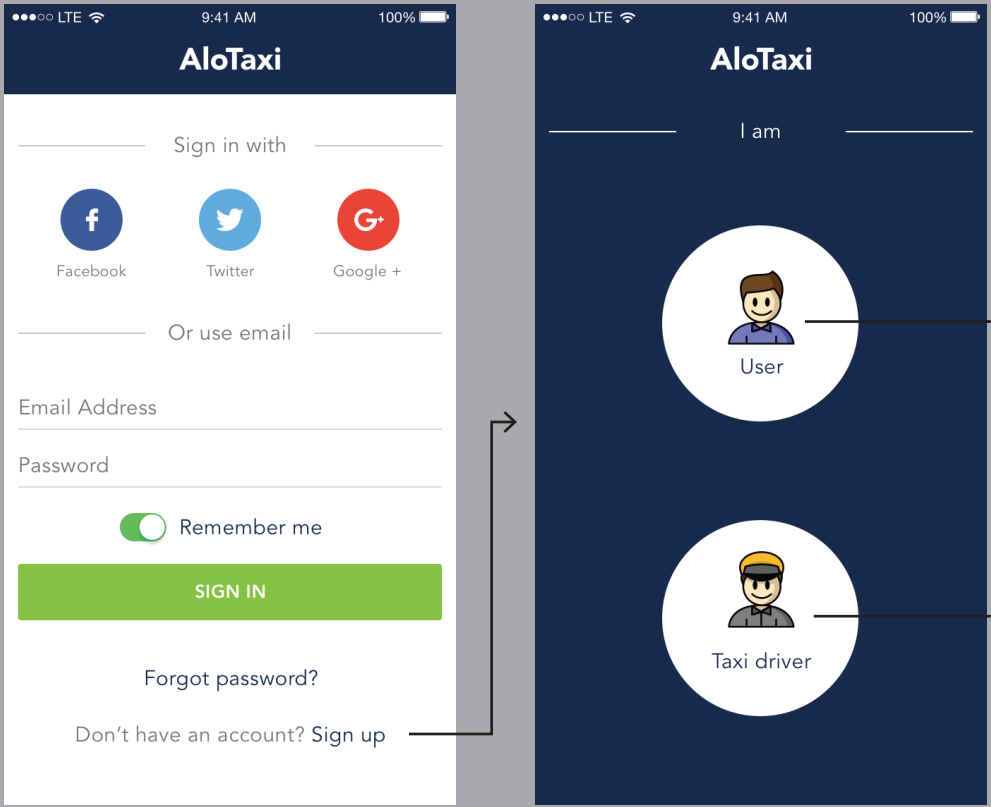 LTE 9:41 AM 100%
AloTaxi
Sign in with
Facebook Twitter Google +
Or use email
Email Address
Password
Remember me
SIGN IN
Forgot password?
Don’t have an account? Sign up
LTE 9:41 AM 100%
AloTaxi
I am
User
Taxi driver